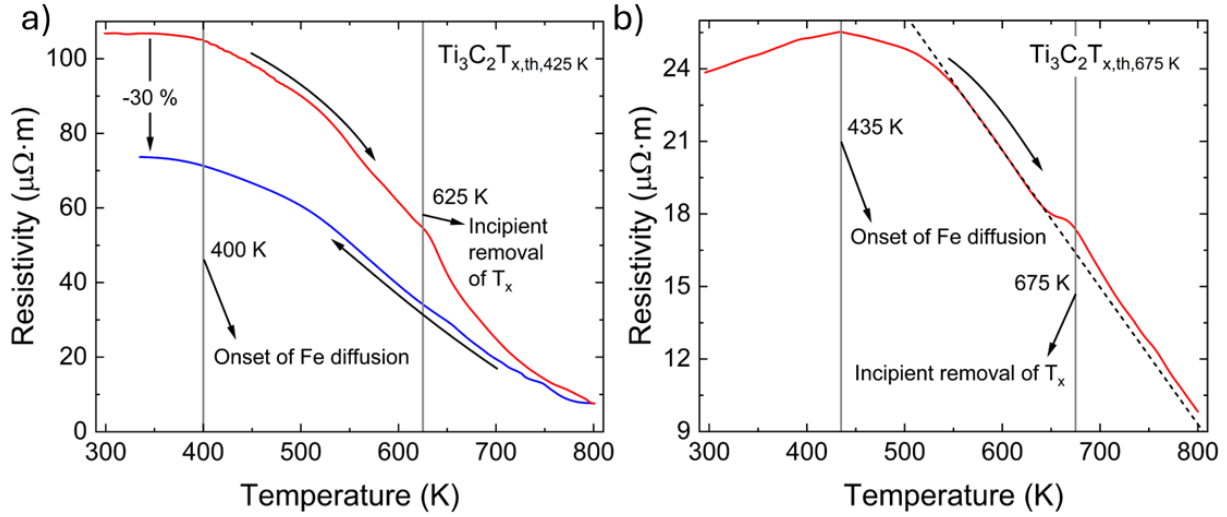 a)
Resistivity (μΩ·m)
100
80
60
40
20
0
Ti₃C₂Tₓ,th,425 K
-30 %
400 K
Onset of Fe diffusion
625 K
Incipient
removal
of Tₓ
300
400
500
600
700
800
Temperature (K)
b)
Resistivity (μΩ·m)
24
21
18
15
12
9
Ti₃C₂Tₓ,th,675 K
435 K
Onset of Fe diffusion
675 K
Incipient removal of Tₓ
300
400
500
600
700
800
Temperature (K)